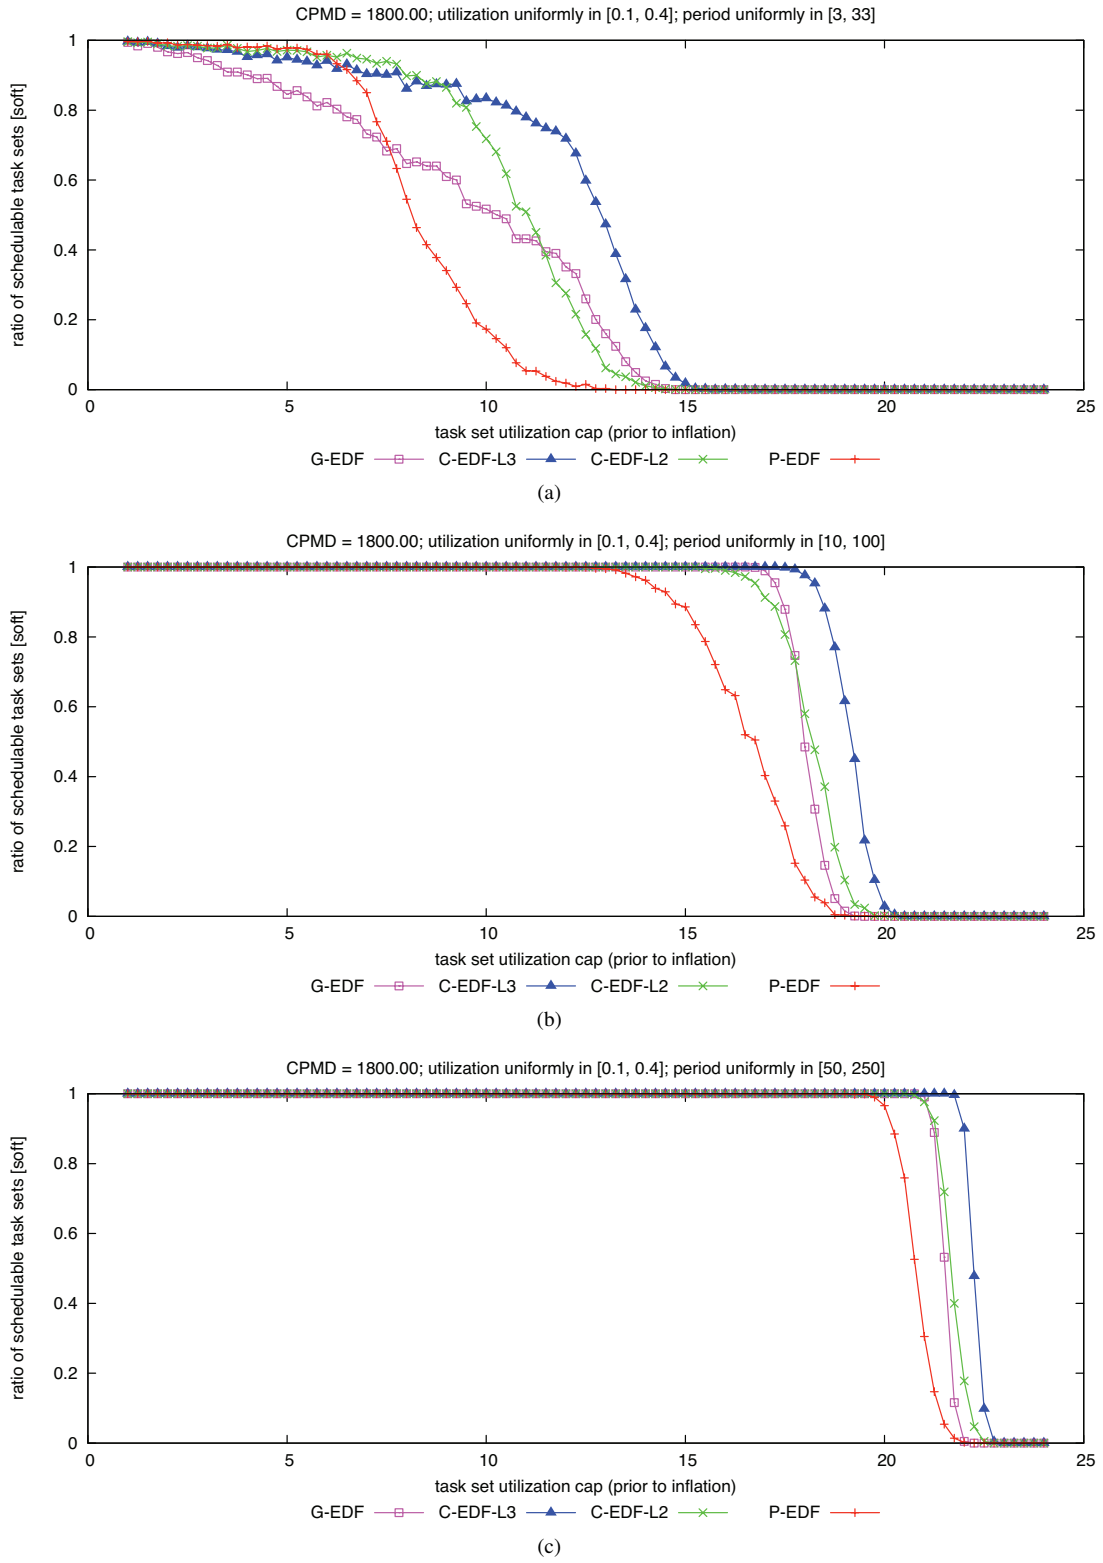 CPMD = 1800.00; utilization uniformly in [0.1, 0.4]; period uniformly in [3, 33]
1
0.8
0.6
0.4
0.2
0
ratio of schedulable task sets [soft]
0 5 10 15 20 25
task set utilization cap (prior to inflation)
G-EDF C-EDF-L3 C-EDF-L2 P-EDF
(a)
CPMD = 1800.00; utilization uniformly in [0.1, 0.4]; period uniformly in [10, 100]
1
0.8
0.6
0.4
0.2
0
ratio of schedulable task sets [soft]
0 5 10 15 20 25
task set utilization cap (prior to inflation)
G-EDF C-EDF-L3 C-EDF-L2 P-EDF
(b)
CPMD = 1800.00; utilization uniformly in [0.1, 0.4]; period uniformly in [50, 250]
1
0.8
0.6
0.4
0.2
0
ratio of schedulable task sets [soft]
0 5 10 15 20 25
task set utilization cap (prior to inflation)
G-EDF C-EDF-L3 C-EDF-L2 P-EDF
(c)